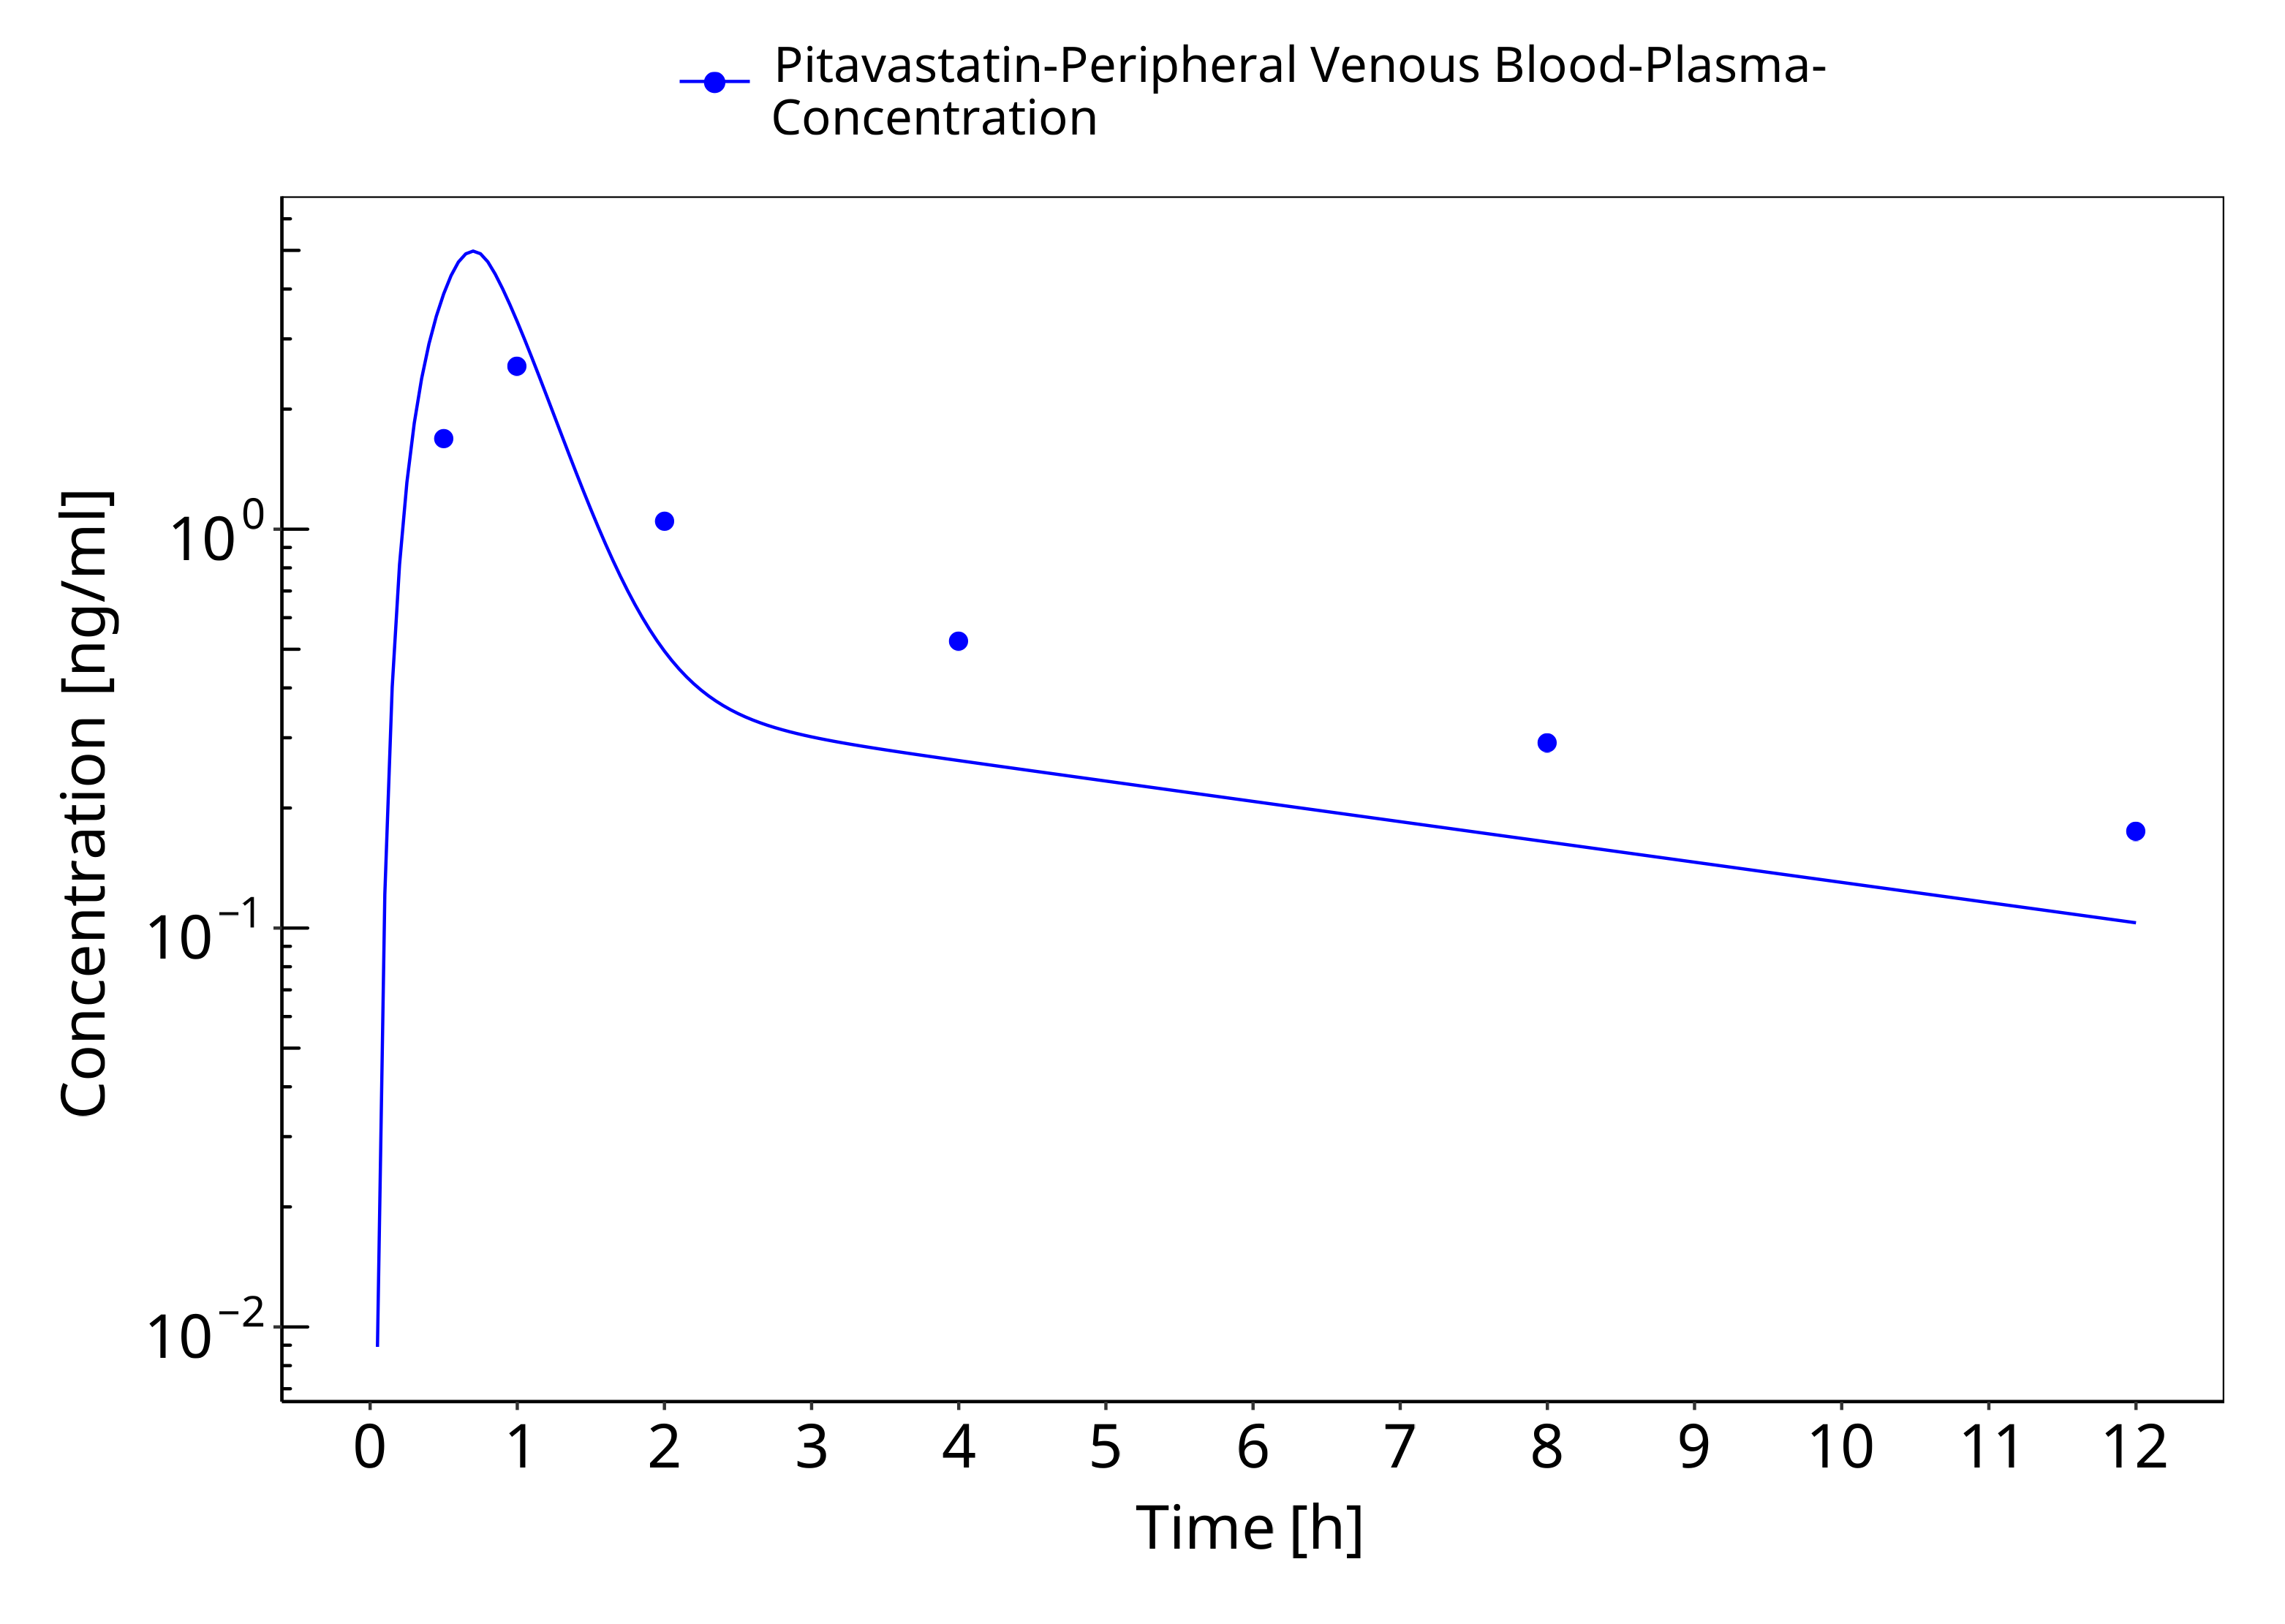 Pitavastatin-Peripheral Venous Blood-Plasma-
Concentration
Concentration [ng/ml]
10⁰
10⁻¹
10⁻²
0 1 2 3 4 5 6 7 8 9 10 11 12
Time [h]